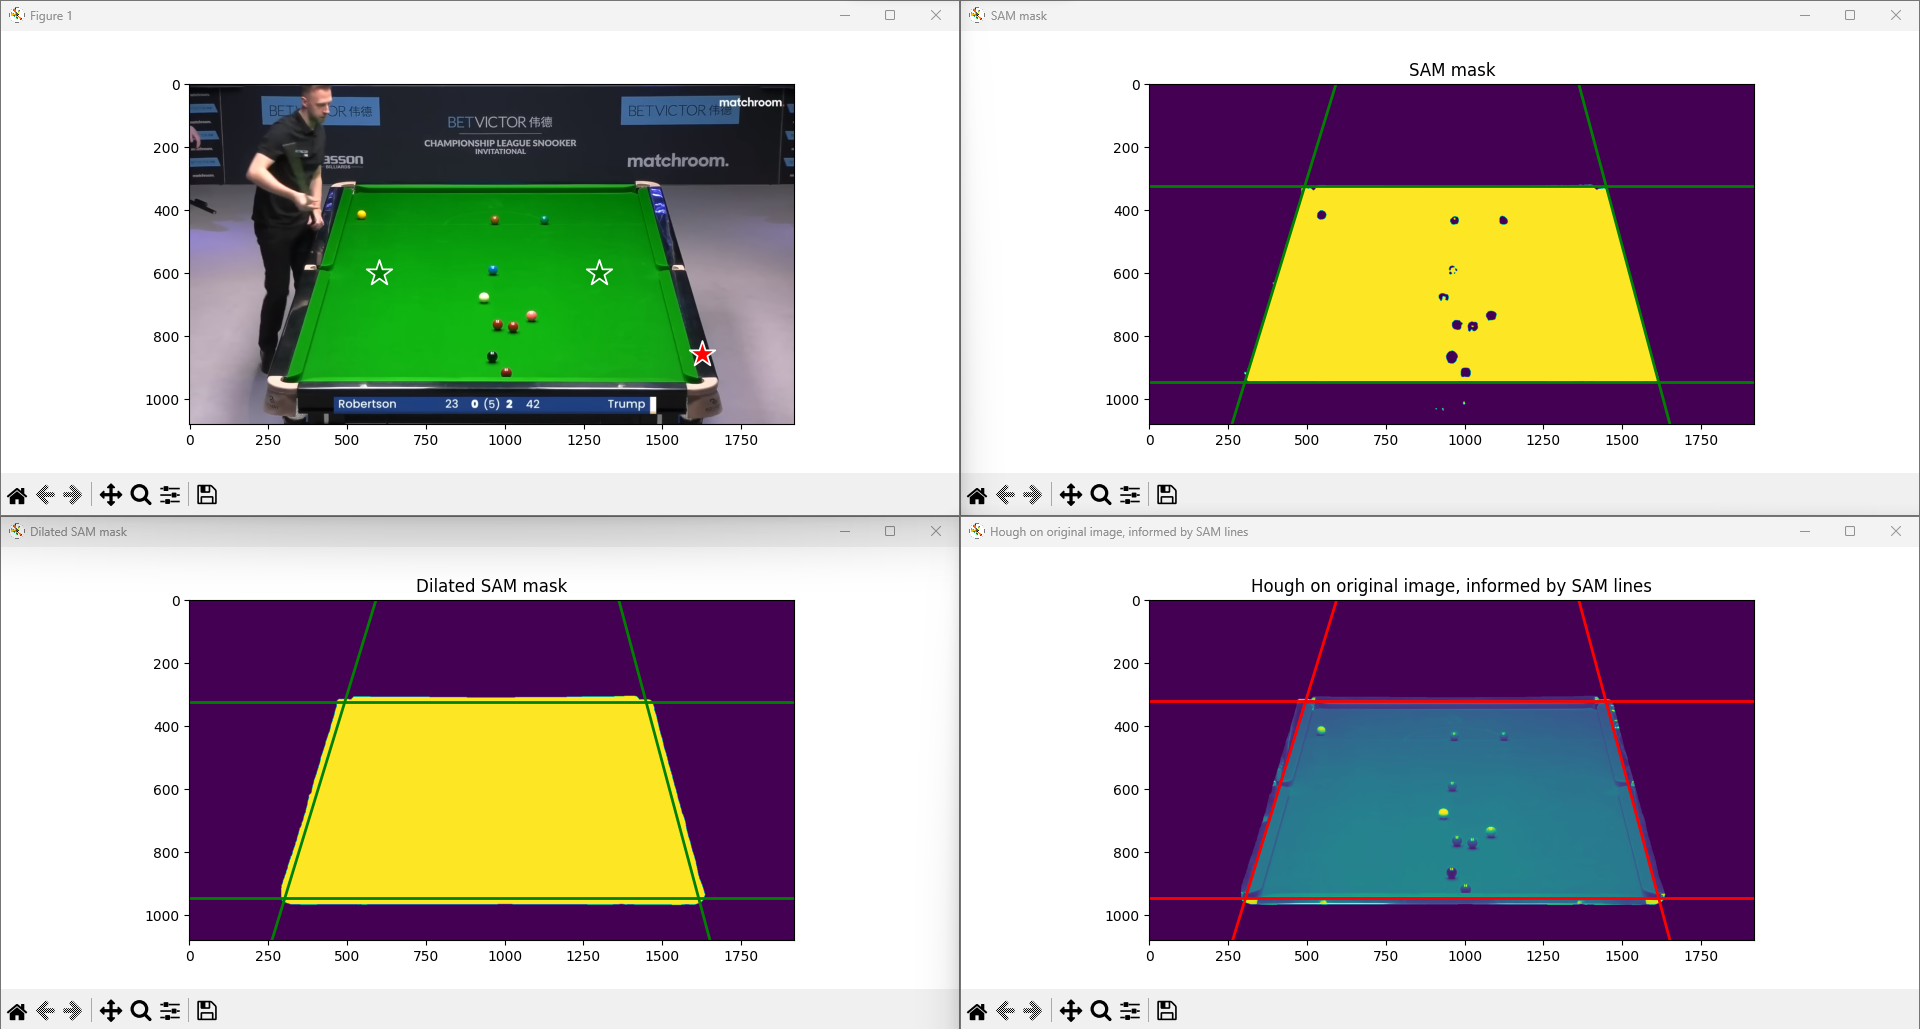 Figure 1
0
200
400
600
800
1000
0 250 500 750 1000 1250 1500 1750
BETVICTOR 伟德
CHAMPIONSHIP LEAGUE SNOOKER
INVITATIONAL
伟德
BETVICTOR 伟德
matchroom
matchroom.
asson
Robertson 23 0 (5) 2 42 Trump
SAM mask
SAM mask
0
200
400
600
800
1000
0 250 500 750 1000 1250 1500 1750
Dilated SAM mask
Dilated SAM mask
0
200
400
600
800
1000
0 250 500 750 1000 1250 1500 1750
Hough on original image, informed by SAM lines
Hough on original image, informed by SAM lines
0
200
400
600
800
1000
0 250 500 750 1000 1250 1500 1750